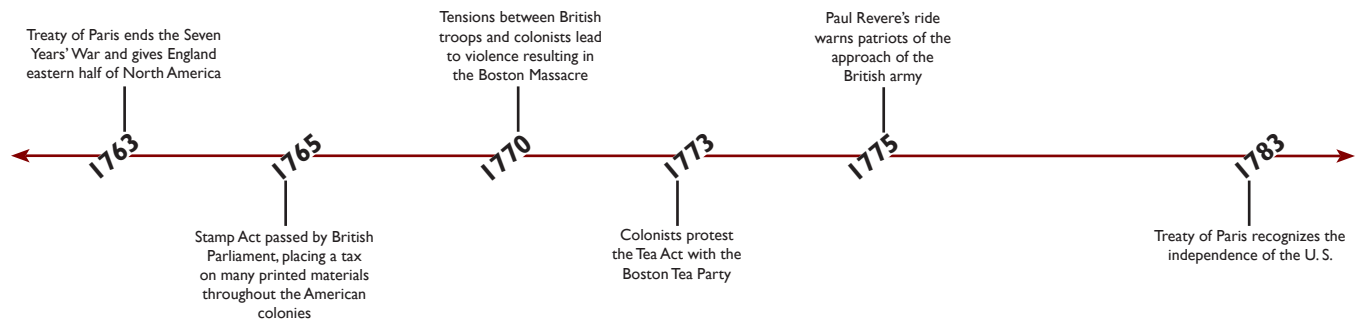 Treaty of Paris ends the Seven
Years' War and gives England
eastern half of North America
1763
Stamp Act passed by British
Parliament, placing a tax
on many printed materials
throughout the American
colonies
1765
Tensions between British
troops and colonists lead
to violence resulting in
the Boston Massacre
1770
1773
Colonists protest
the Tea Act with the
Boston Tea Party
Paul Revere's ride
warns patriots of the
approach of the
British army
1775
1783
Treaty of Paris recognizes the
independence of the U. S.